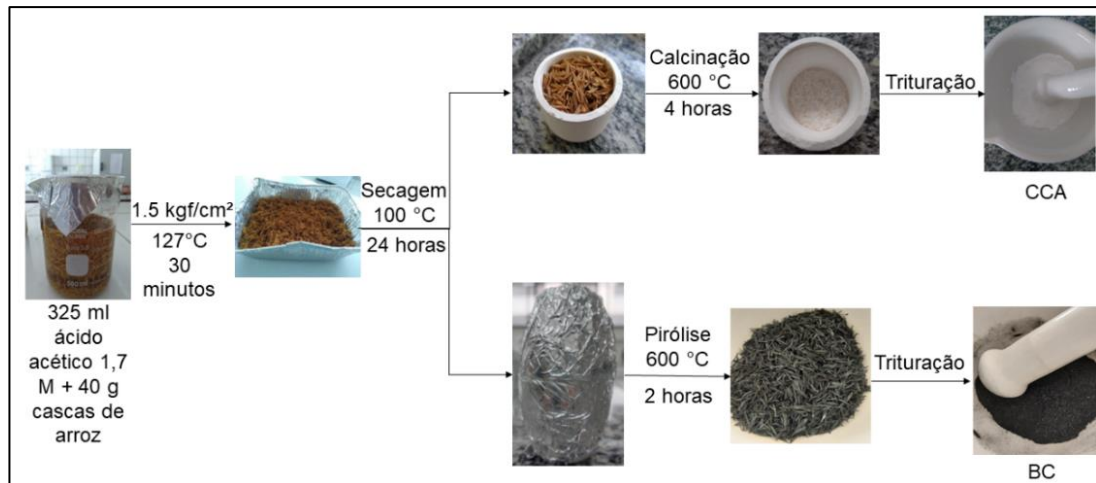 325 ml
ácido
acético 1,7
M + 40 g
cascas de
arroz
1.5 kgf/cm²
127°C
30
minutos
Secagem
100 °C
24 horas
Calcinação
600 °C
4 horas
Trituração
CCA
Pirólise
600 °C
2 horas
Trituração
BC